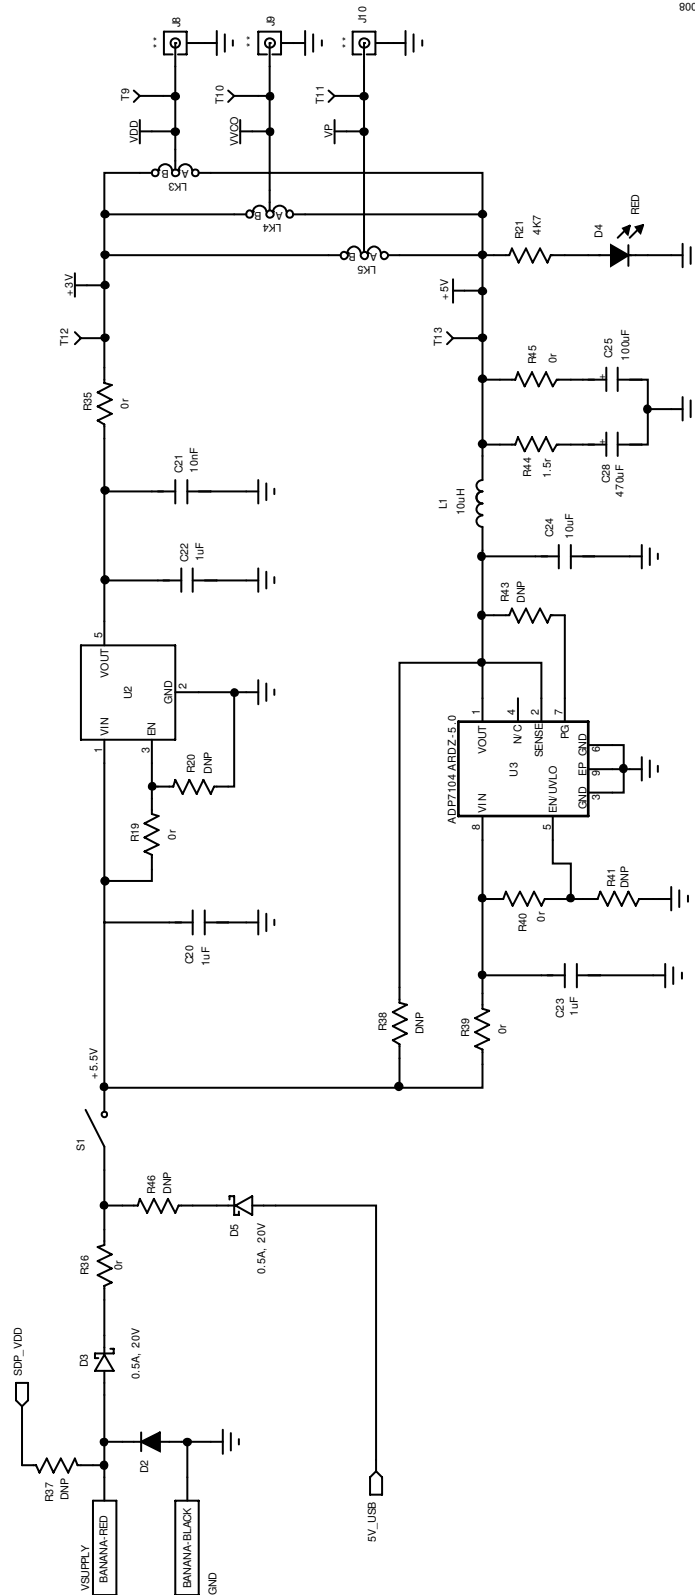 800
J8
**
J9
**
J10
**
T9
T10
T11
VDD
VVCO
VP
B
A
LK3
B
A
LK4
B
A
LK5
R21
4K7
D4
RED
+3V
+5V
T12
T13
R35
0r
R45
0r
C25
100uF
C21
10nF
R44
1.5r
C28
470uF
L1
10uH
C22
1uF
C24
10uF
R43
DNP
5
VOUT
U2
GND
2
VIN
EN
1
3
R20
DNP
R19
0r
C20
1uF
1
4
2
7
VOUT
N/C
SENSE
PG
ADP7104ARDZ-5.0
U3
VIN
EN/UVLO
GND
EP
GND
6
9
3
8
5
R40
0r
R41
DNP
C23
1uF
R38
DNP
R39
0r
+5.5V
S1
R46
DNP
D5
0.5A, 20V
R36
0r
D3
0.5A, 20V
SDP_VDD
R37
DNP
D2
VSUPPLY
BANANA-RED
BANANA-BLACK
GND
5V_USB